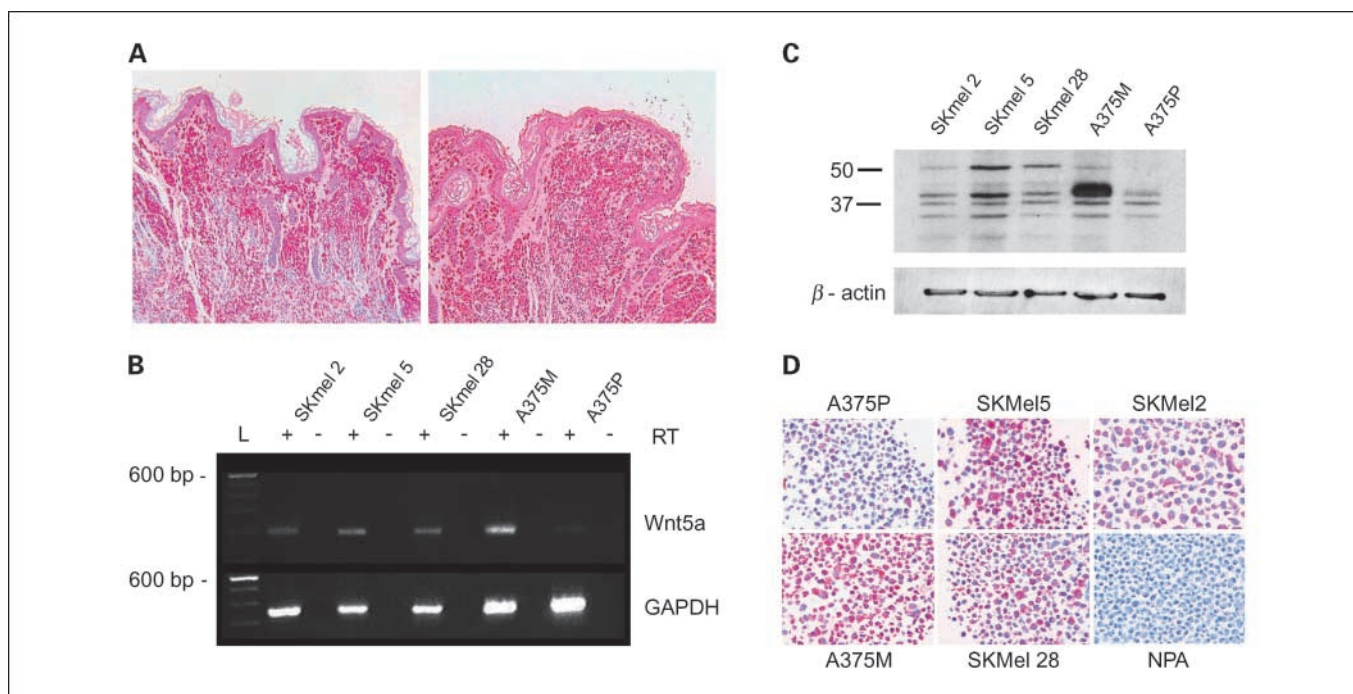 A
B
SKmel 2
SKmel 5
SKmel 28
A375M
A375P
L + - + - + - + - + - RT
600 bp -
Wnt5a
600 bp -
GAPDH
C
SKmel 2
SKmel 5
SKmel 28
A375M
A375P
50
37
β - actin
D
A375P SKMel5 SKMel2
A375M SKMel 28 NPA